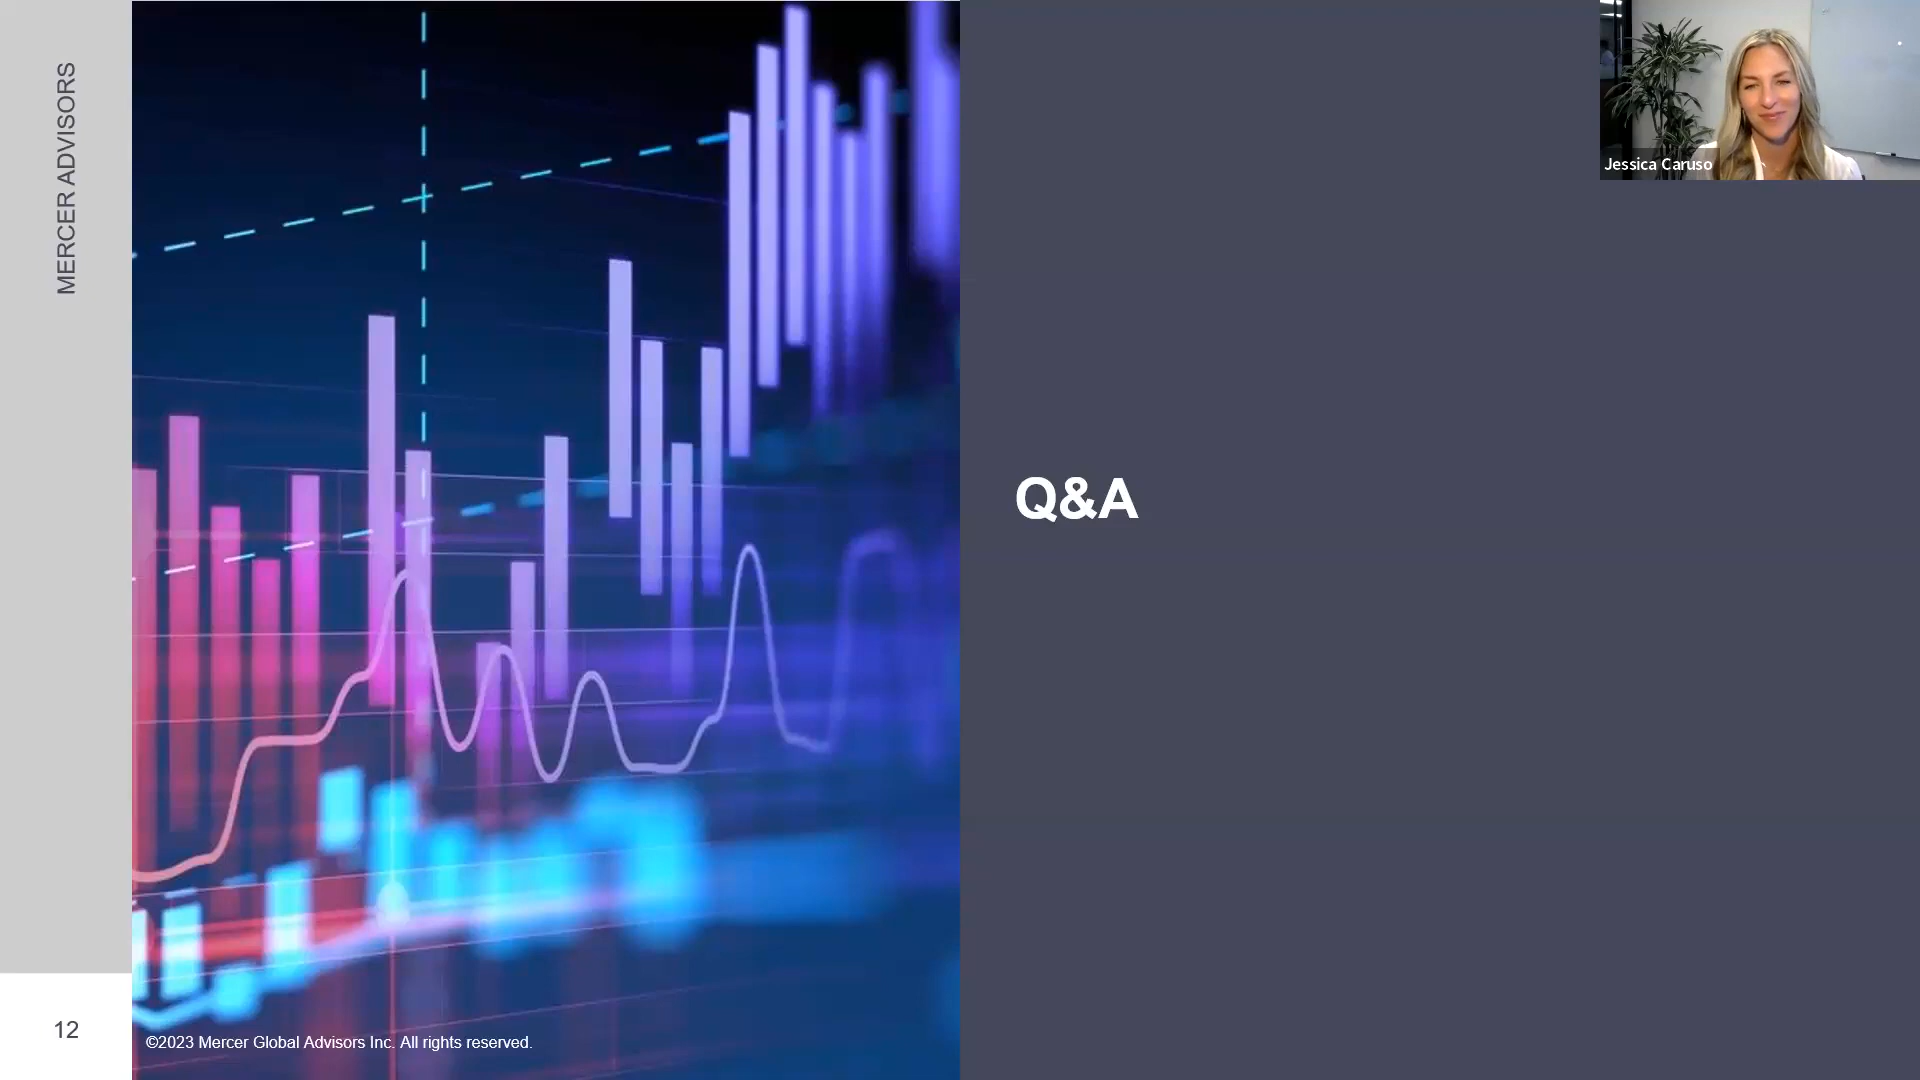 MERCER ADVISORS
Jessica Caruso
Q&A
12
©2023 Mercer Global Advisors Inc. All rights reserved.